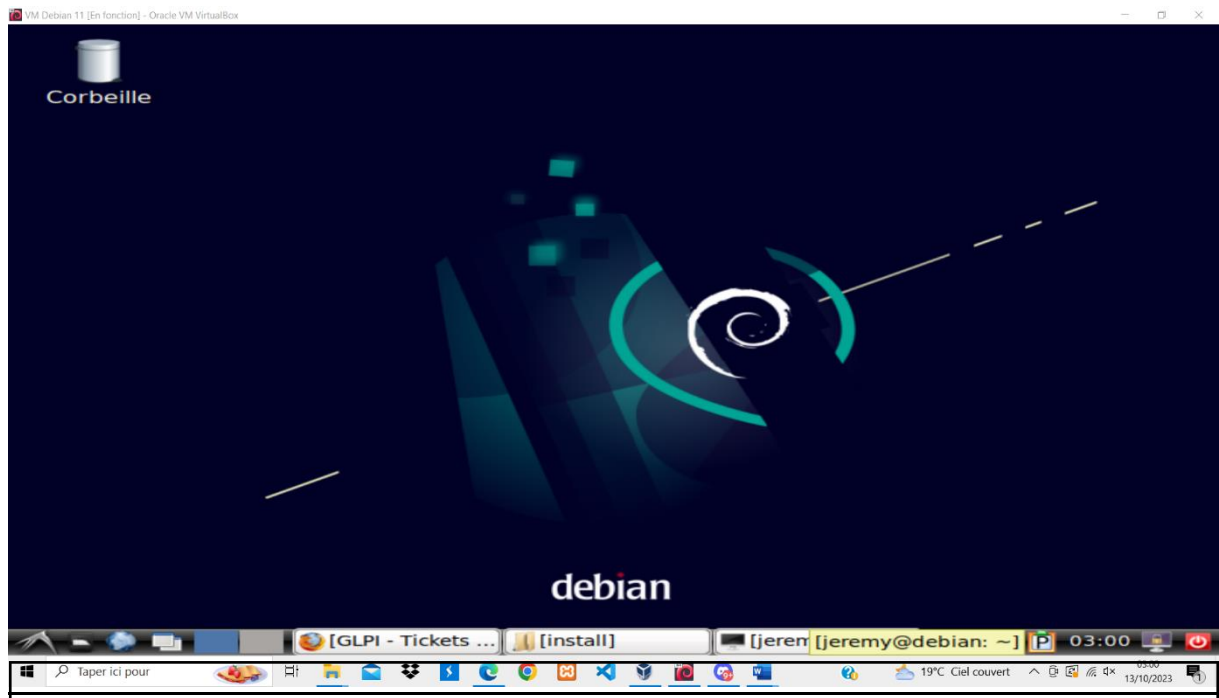 VM Debian 11 [En fonction] - Oracle VM VirtualBox
Corbeille
debian
[GLPI - Tickets ...] [install] [jerem [jeremy@debian: ~] P 03:00
Taper ici pour 19°C Ciel couvert 03:00
13/10/2023